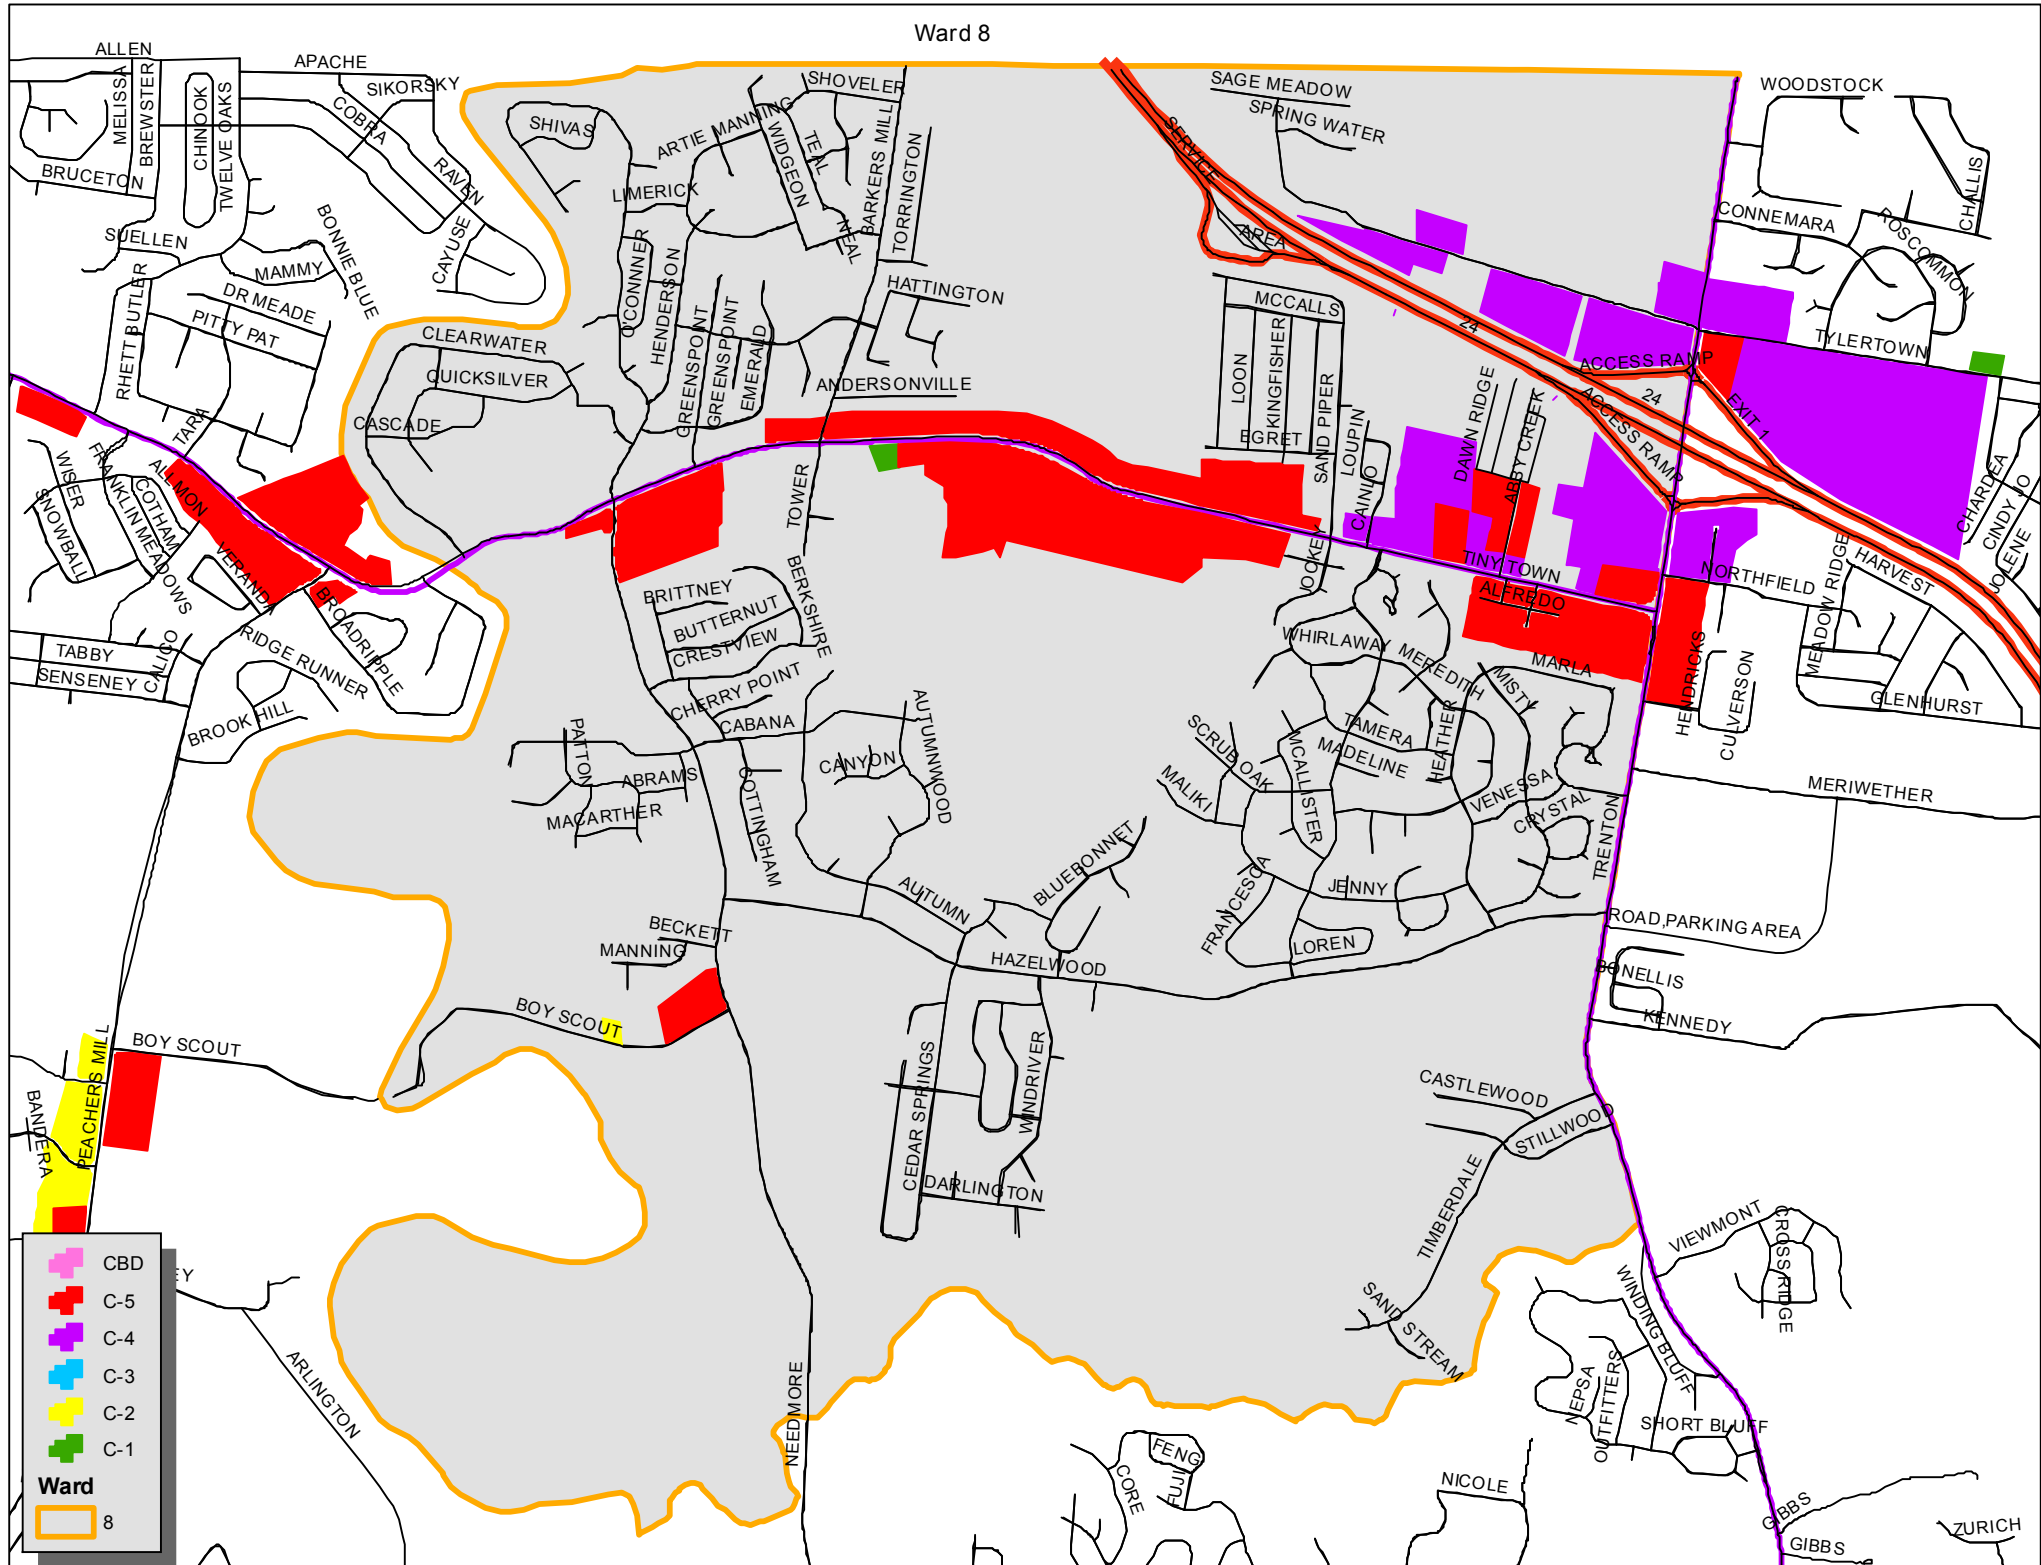 Ward 8
ALLEN
APACHE
SIKORSKY
MELISSA
BREWSTER
CHINOOK
TWELVE OAKS
COBRA
RAVEN
BRUCETON
SUELLEN
MAMMY
BONNIE BLUE
CAYUSE
RHETT BUTLER
DR MEADE
PITTY PAT
TARA
SHOVELER
SHIVAS
ARTIE MANNING
WIDGEON
TEAL
NEAL
BARKERS MILL
TORRINGTON
LIMERICK
O'CONNER
HENDERSON
GREENSPOINT
GREENSPOINT
EMERALD
HATTINGTON
ANDERSONVILLE
CLEARWATER
QUICKSILVER
CASCADE
SAGE MEADOW
SPRING WATER
SERVICE
AREA
WOODSTOCK
CHALLIS
CONNEMARA
ROSCOMMON
TYLERTOWN
MCCALLS
LOON
KINGFISHER
SAND PIPER
EGRET
LOUPIN
CAINLO
24
24
ACCESS RAMP
ACCESS RAMP
EXIT 1
DAWN RIDGE
ABBY CREEK
CHARDEA
CINDY JO
JOLENE
WISER
SNOWBALL
FRANKLIN MEADOWS
COTHAM
ALLMON
VERANDA
BROADRIPPLE
RIDGE RUNNER
TABBY
SENSENEY
CALICO
BROOK HILL
TOWER
BERKSHIRE
BRITTNEY
BUTTERNUT
CRESTVIEW
CHERRY POINT
CABANA
JOCKEY
TINY TOWN
ALFREDO
NORTHFIELD
MEADOW RIDGE
HARVEST
WHIRLAWAY
MEREDITH
MISTY
MARLA
HENDRICKS
CULVERSON
GLENHURST
MERIWETHER
PATTON
ABRAMS
MACARTHER
COTTINGHAM
CANYON
AUTUMNWOOD
SCRUB OAK
MALIKI
MCALLISTER
TAMERA
MADELINE
HEATHER
VENESSA
CRYSTAL
TRENTON
BLUEBONNET
AUTUMN
FRANCESCA
JENNY
LOREN
HAZELWOOD
ROAD,PARKING AREA
BONELLIS
KENNEDY
BECKETT
MANNING
BOY SCOUT
BOY SCOUT
PEACHERS MILL
BANDERA
CEDAR SPRINGS
WINDRIVER
DARLINGTON
CASTLEWOOD
STILLWOOD
TIMBERDALE
SAND STREAM
VIEWMONT
CROSS RIDGE
WINDING BLUFF
NEPSA
OUTFITTERS
SHORT BLUFF
GIBBS
GIBBS
ZURICH
NICOLE
FENG
FUJI
CORE
NEEDMORE
ARLINGTON
EY
CBD
C-5
C-4
C-3
C-2
C-1
Ward
8